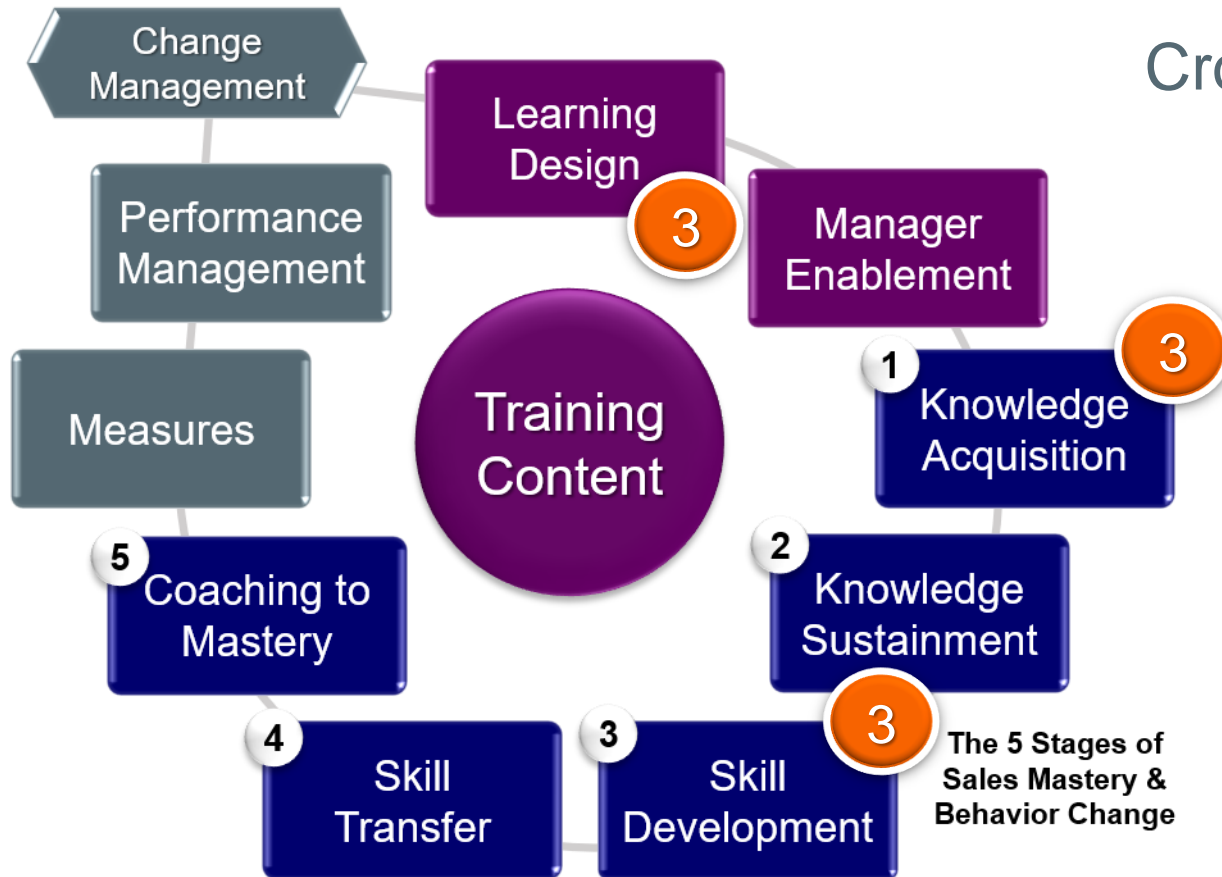 Change
Management
Cro
Learning
Design
3
Performance
Management
Manager
Enablement
3
1
Knowledge
Acquisition
Measures
Training
Content
2
Knowledge
Sustainment
5
Coaching to
Mastery
3
4
Skill
Transfer
3
Skill
Development
The 5 Stages of
Sales Mastery &
Behavior Change